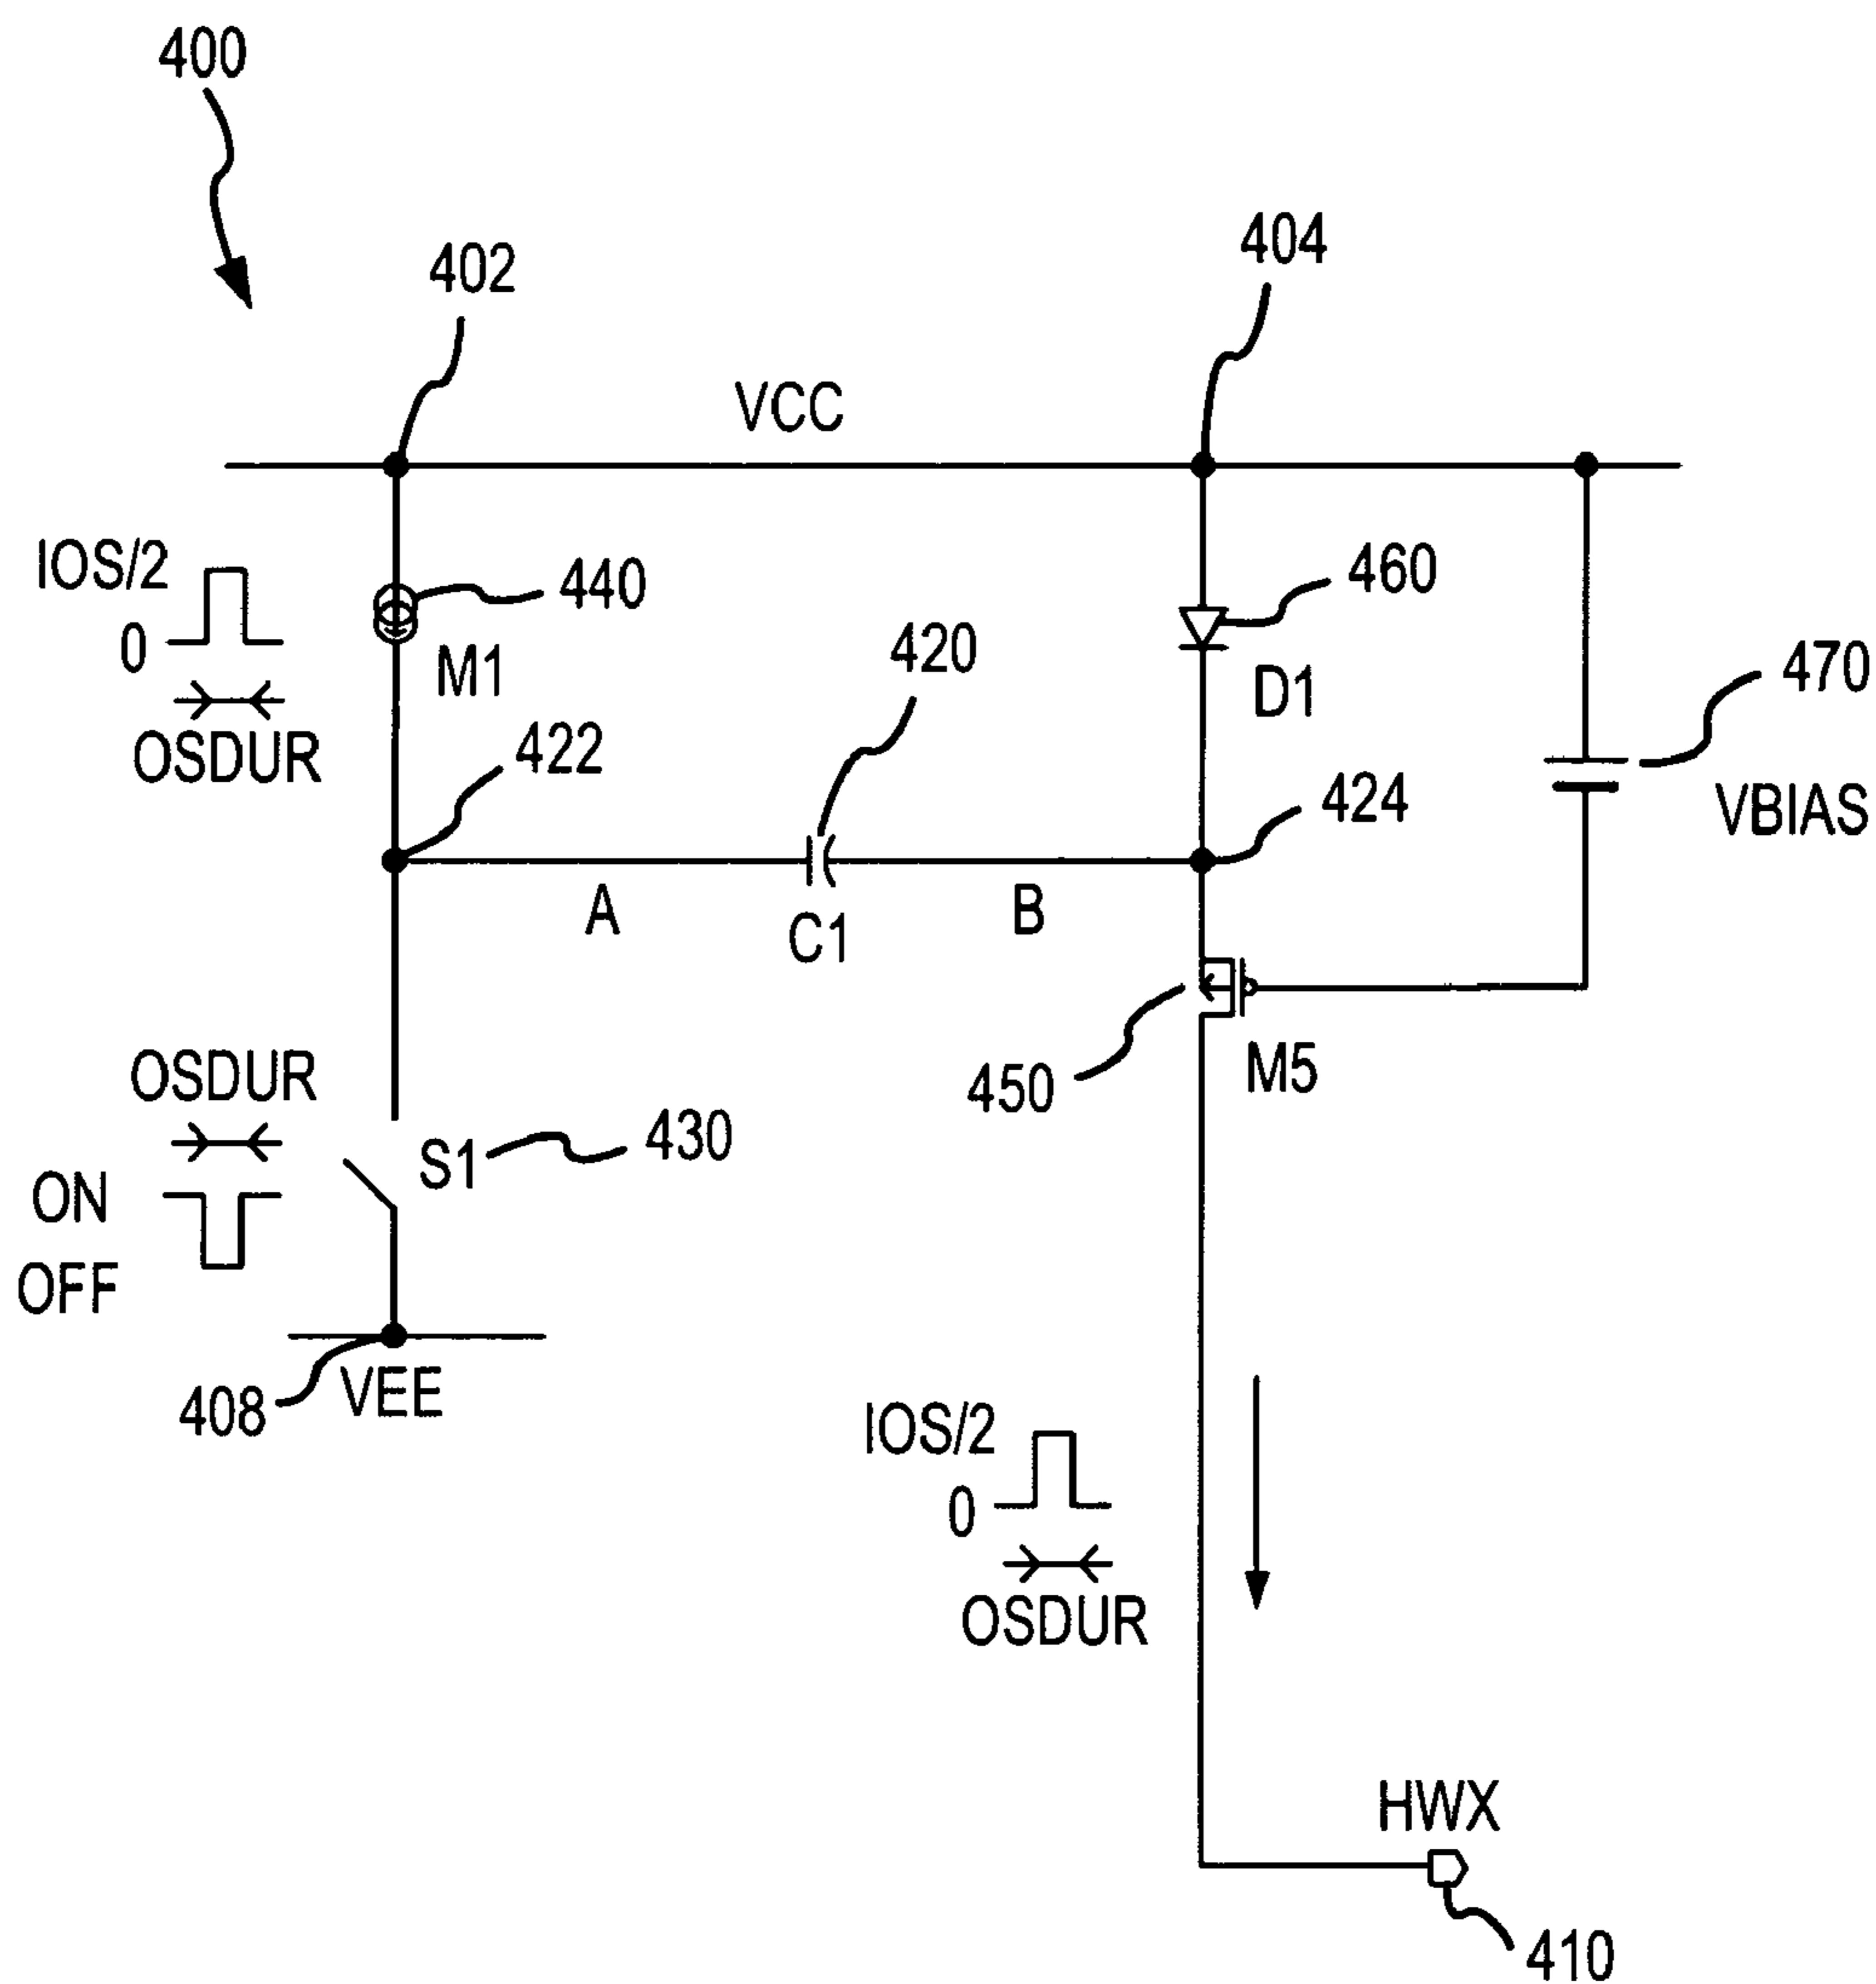 400
402
404
VCC
IOS/2
0
440
M1
OSDUR
422
420
460
D1
470
VBIAS
424
A
C1
B
450
M5
OSDUR
ON
OFF
S1
430
408
VEE
IOS/2
0
OSDUR
HWX
410